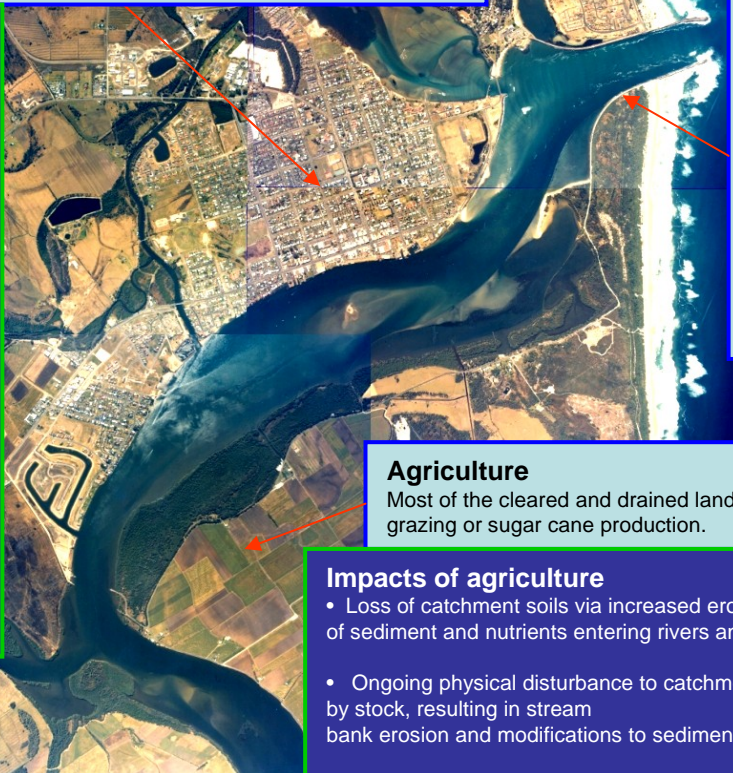 Agriculture
Most of the cleared and drained land
grazing or sugar cane production.
Impacts of agriculture
• Loss of catchment soils via increased ero
of sediment and nutrients entering rivers an
• Ongoing physical disturbance to catchm
by stock, resulting in stream
bank erosion and modifications to sedimen